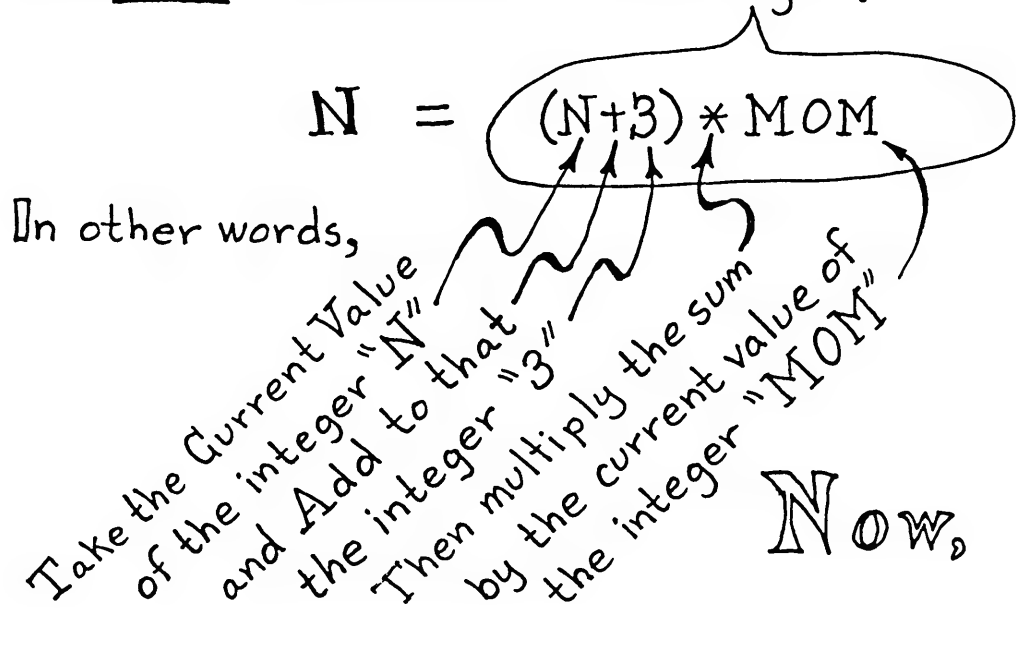 N = (N+3) * MOM
In other words,
Take the Current Value
of the integer "N"
and Add to that
the integer "3"
Then multiply the sum
by the current value of
the integer "MOM"
Now,